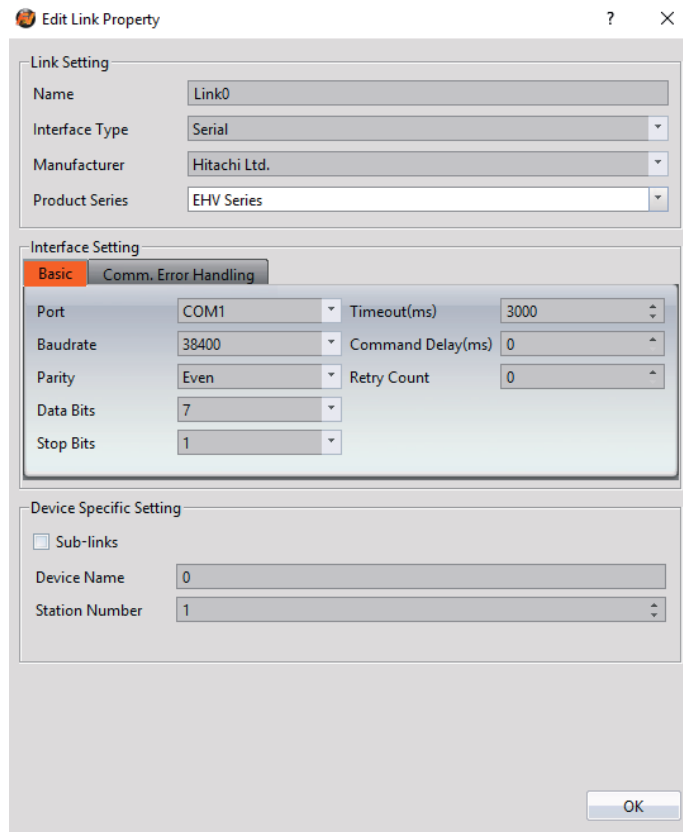 Edit Link Property ?
Link Setting
Name Link0
Interface Type Serial
Manufacturer Hitachi Ltd.
Product Series EHV Series
Interface Setting
Basic Comm. Error Handling
Port COM1 Timeout(ms) 3000
Baudrate 38400 Command Delay(ms) 0
Parity Even Retry Count 0
Data Bits 7
Stop Bits 1
Device Specific Setting
Sub-links
Device Name 0
Station Number 1
OK